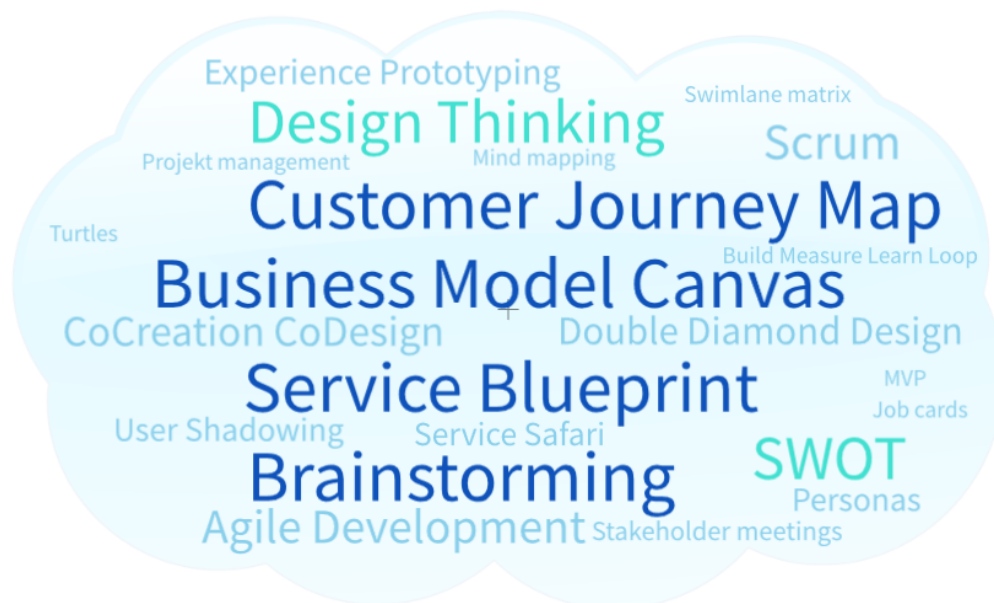 Experience Prototyping
Swimlane matrix
Design Thinking
Scrum
Projekt management
Mind mapping
Customer Journey Map
Turtles
Build Measure Learn Loop
Business Model Canvas
CoCreation CoDesign
Double Diamond Design
Service Blueprint
MVP
Job cards
User Shadowing
Service Safari
SWOT
Brainstorming
Personas
Agile Development
Stakeholder meetings